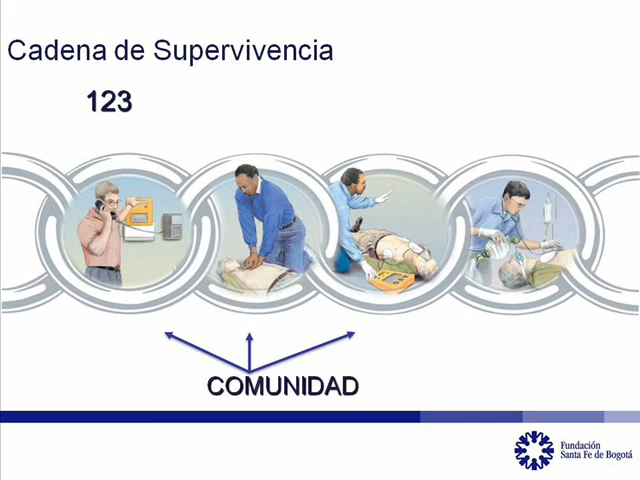 Cadena de Supervivencia
123
COMUNIDAD
Fundación
Santa Fe de Bogotá